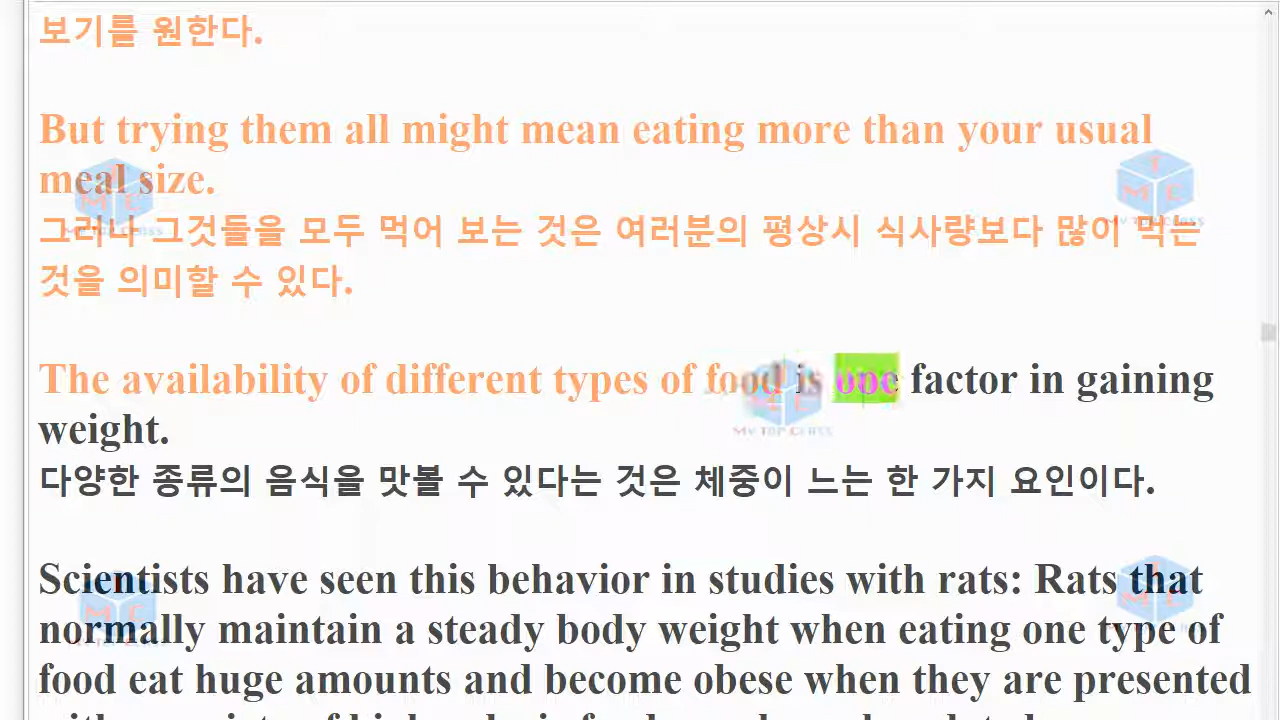 보기를 원한다.
But trying them all might mean eating more than your usual
meal size.
그러나 그것들을 모두 먹어 보는 것은 여러분의 평상시 식사량보다 많이 먹는
것을 의미할 수 있다.
The availability of different types of food is one factor in gaining
weight.
다양한 종류의 음식을 맛볼 수 있다는 것은 체중이 느는 한 가지 요인이다.
Scientists have seen this behavior in studies with rats: Rats that
normally maintain a steady body weight when eating one type of
food eat huge amounts and become obese when they are presented